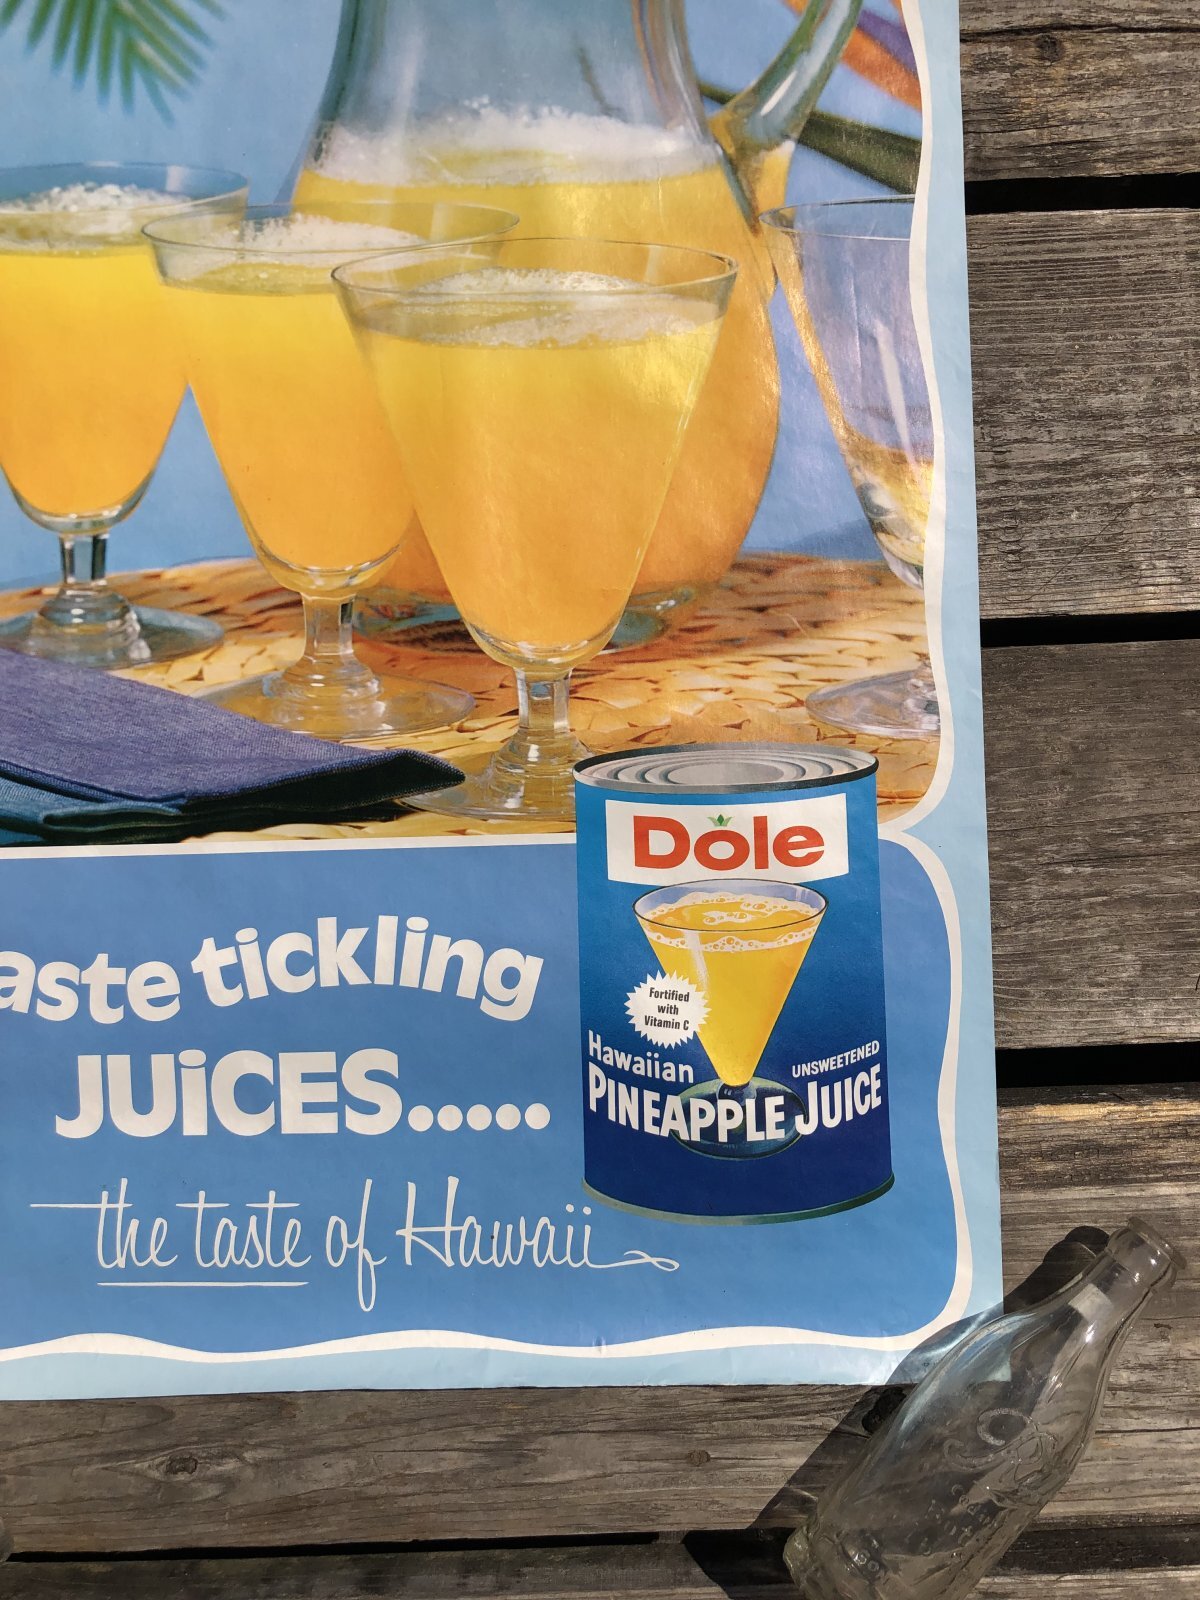 Dole
Fortified
with
Vitamin C
Hawaiian
UNSWEETENED
PINEAPPLE JUICE
aste tickling
JUiCES.....
the taste of Hawaii